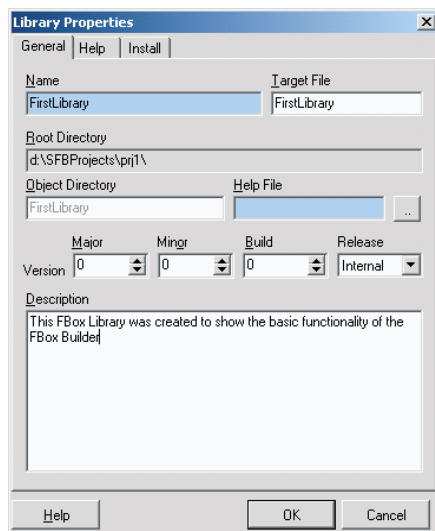 Library Properties
General Help Install
Name Target File
FirstLibrary FirstLibrary
Root Directory
d:\SFBProjects\prj1\
Object Directory Help File
FirstLibrary ..
Major Minor Build Release
Version 0 0 0 Internal
Description
This FBox Library was created to show the basic functionality of the
FBox Builder
Help OK Cancel